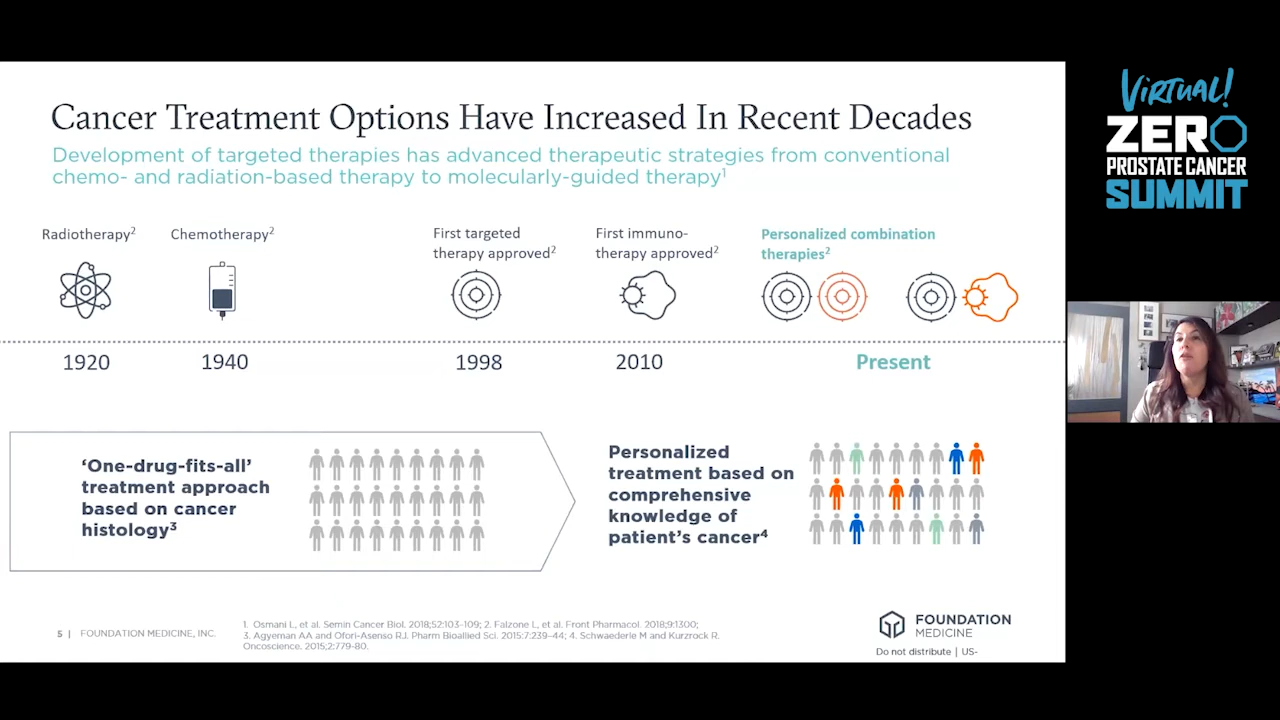 Cancer Treatment Options Have Increased In Recent Decades
Development of targeted therapies has advanced therapeutic strategies from conventional
chemo- and radiation-based therapy to molecularly-guided therapy¹
Radiotherapy²
Chemotherapy²
First targeted
therapy approved²
First immuno-
therapy approved²
Personalized combination
therapies²
1920
1940
1998
2010
Present
‘One-drug-fits-all’
treatment approach
based on cancer
histology³
Personalized
treatment based on
comprehensive
knowledge of
patient’s cancer⁴
5 | FOUNDATION MEDICINE, INC.
1. Osmani L, et al. Semin Cancer Biol. 2018;52:103–109; 2. Falzone L, et al. Front Pharmacol. 2018;9:1300;
3. Agyeman AA and Ofori-Asenso R.J. Pharm Bioallied Sci. 2015:7:239–44; 4. Schwaederle M and Kurzrock R.
Oncoscience. 2015;2;779-80.
FOUNDATION
MEDICINE
Do not distribute | US-
VIRTUAL!
ZERO
PROSTATE CANCER
SUMMIT